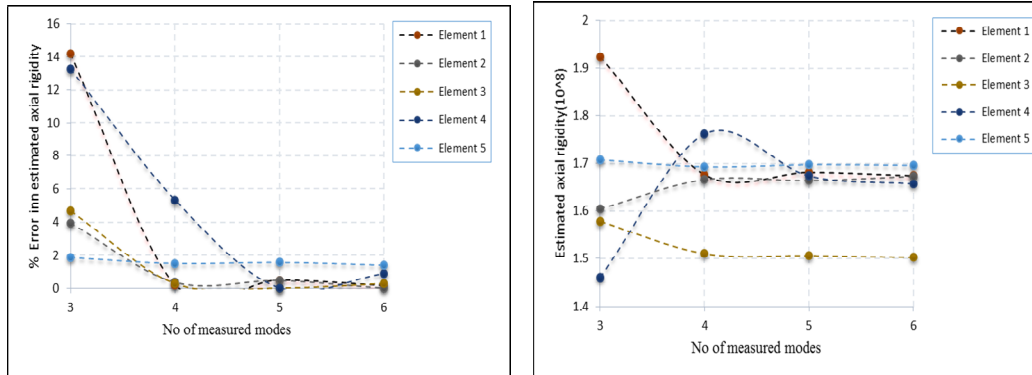 % Error inn estimated axial rigidity
16
14
12
10
8
6
4
2
0
3 4 5 6
No of measured modes
Element 1
Element 2
Element 3
Element 4
Element 5
Estimated axial rigidity(10^8)
2
1.9
1.8
1.7
1.6
1.5
1.4
3 4 5 6
No of measured modes
Element 1
Element 2
Element 3
Element 4
Element 5